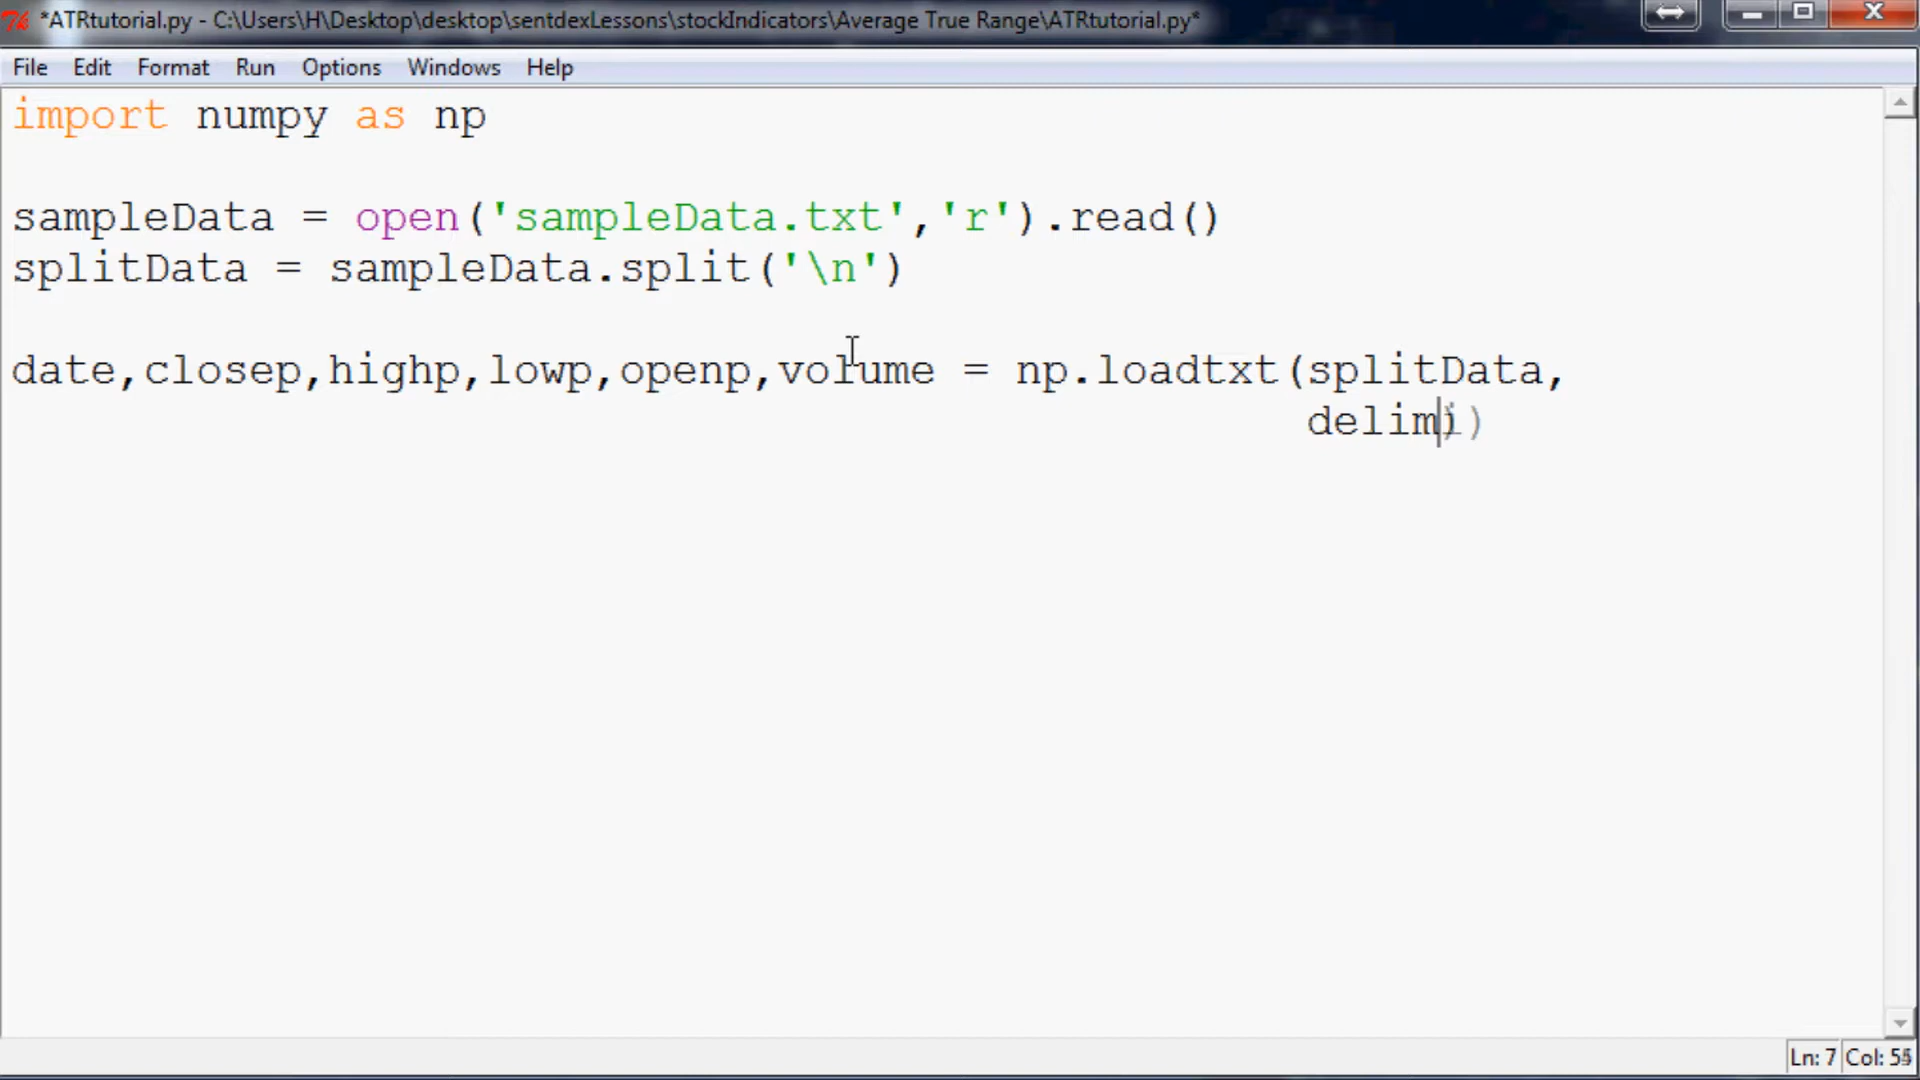 *ATRtutorial.py - C:\Users\H\Desktop\desktop\sentdexLessons\stockIndicators\Average True Range\ATRtutorial.py*
File Edit Format Run Options Windows Help
import numpy as np
sampleData = open('sampleData.txt','r').read()
splitData = sampleData.split('\n')
date,closep,highp,lowp,openp,volume = np.loadtxt(splitData,
delim
Ln: 7 Col: